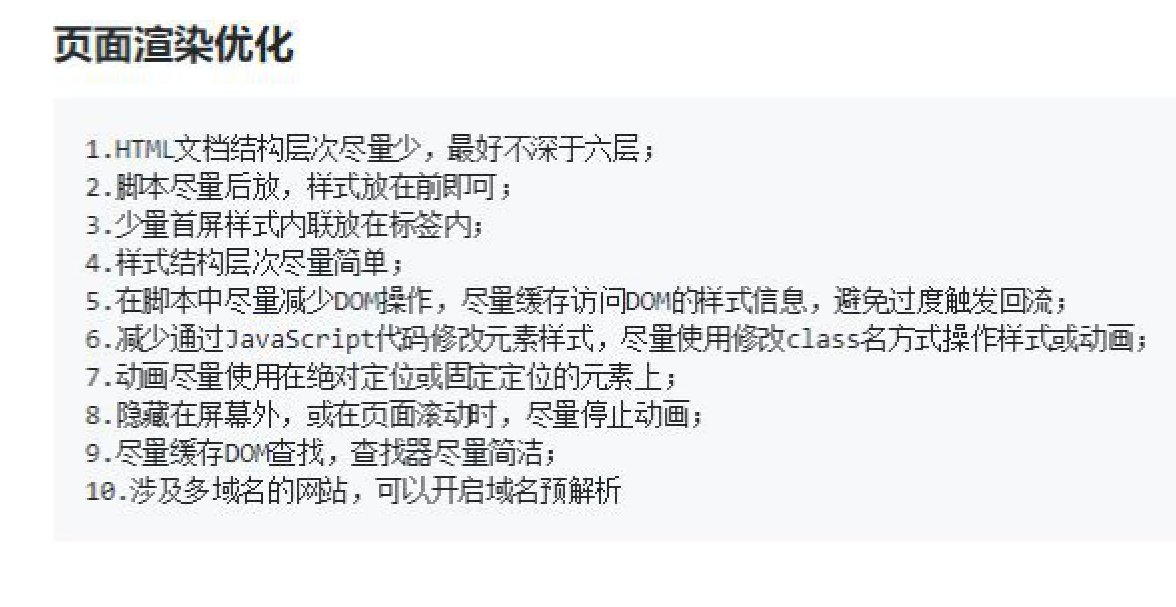 页面渲染优化
1.HTML文档结构层次尽量少，最好不深于六层；
2.脚本尽量后放，样式放在前即可；
3.少量首屏样式内联放在标签内；
4.样式结构层次尽量简单；
5.在脚本中尽量减少DOM操作，尽量缓存访问DOM的样式信息，避免过度触发回流；
6.减少通过JavaScript代码修改元素样式，尽量使用修改class名方式操作样式或动画；
7.动画尽量使用在绝对定位或固定定位的元素上；
8.隐藏在屏幕外，或在页面滚动时，尽量停止动画；
9.尽量缓存DOM查找，查找器尽量简洁；
10.涉及多域名的网站，可以开启域名预解析